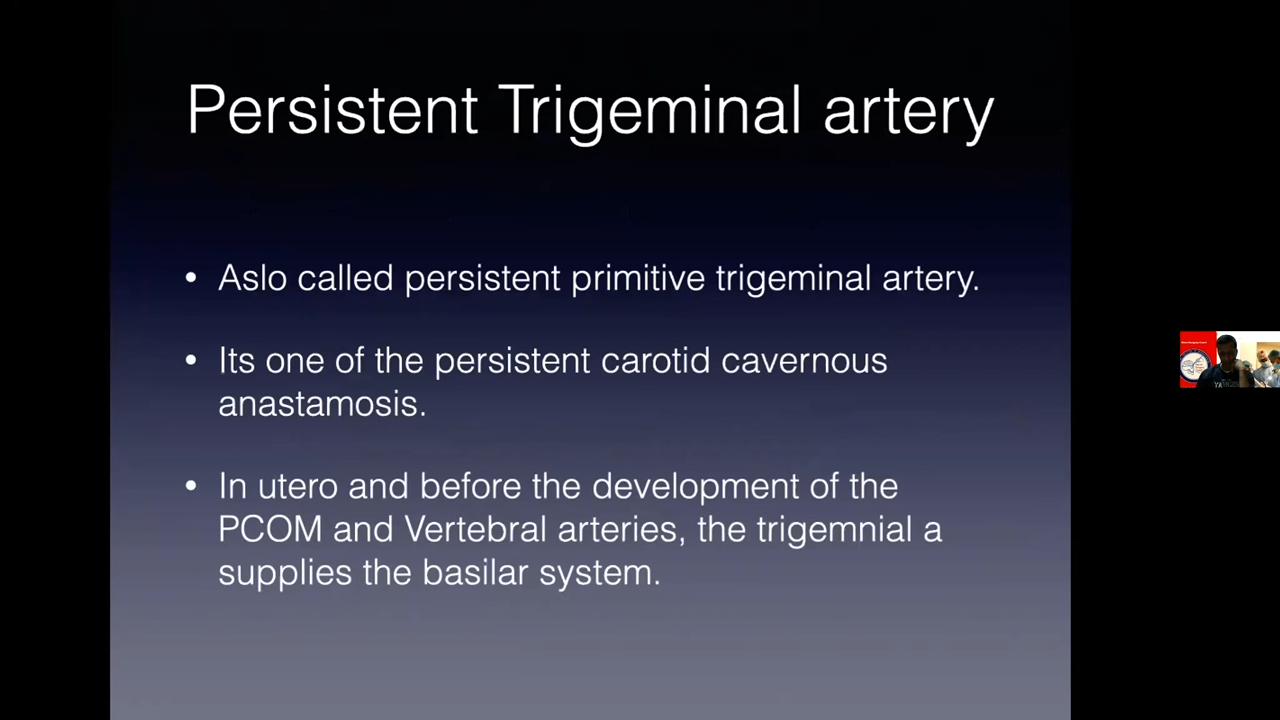 Persistent Trigeminal artery
• Aslo called persistent primitive trigeminal artery.
• Its one of the persistent carotid cavernous
anastamosis.
• In utero and before the development of the
PCOM and Vertebral arteries, the trigemnial a
supplies the basilar system.